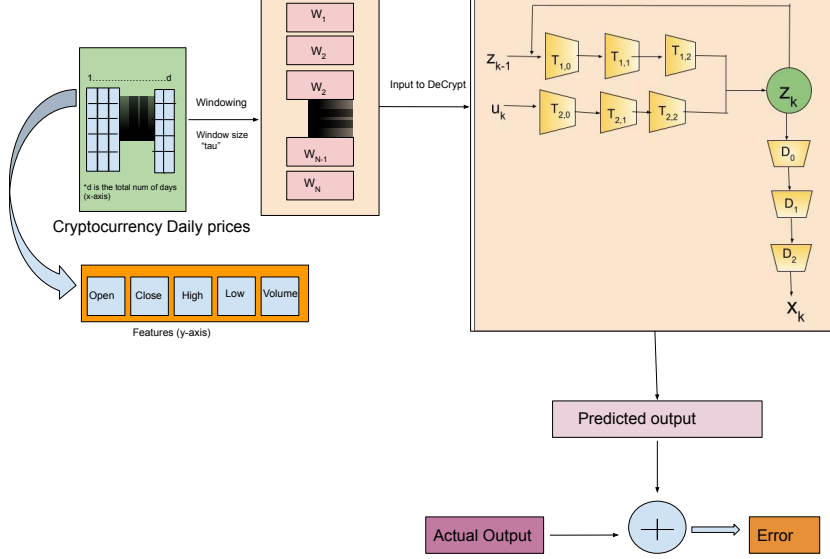 1......................d
*d is the total num of days
(x-axis)
Cryptocurrency Daily prices
Open
Close
High
Low
Volume
Features (y-axis)
Windowing
Window size
"tau"
W1
W2
W2
WN-1
WN
Input to DeCrypt
zk-1
T1,0
T1,1
T1,2
uk
T2,0
T2,1
T2,2
zk
D0
D1
D2
xk
Predicted output
Actual Output
Error